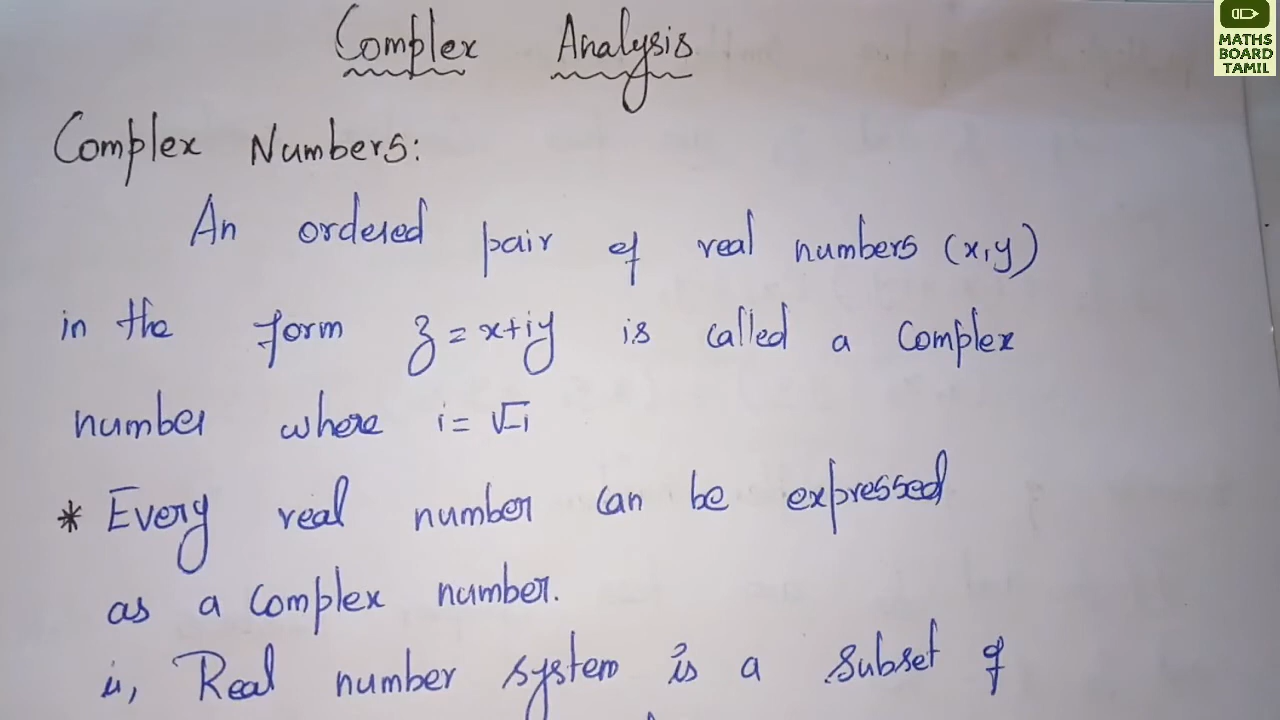 Complex Analysis
MATHS
BOARD
TAMIL
Complex Numbers:
An ordered pair of real numbers (x,y)
in the form z = x+iy is called a complex
number where i = √-1
* Every real number can be expressed
as a complex number.
ie, Real number system is a subset of